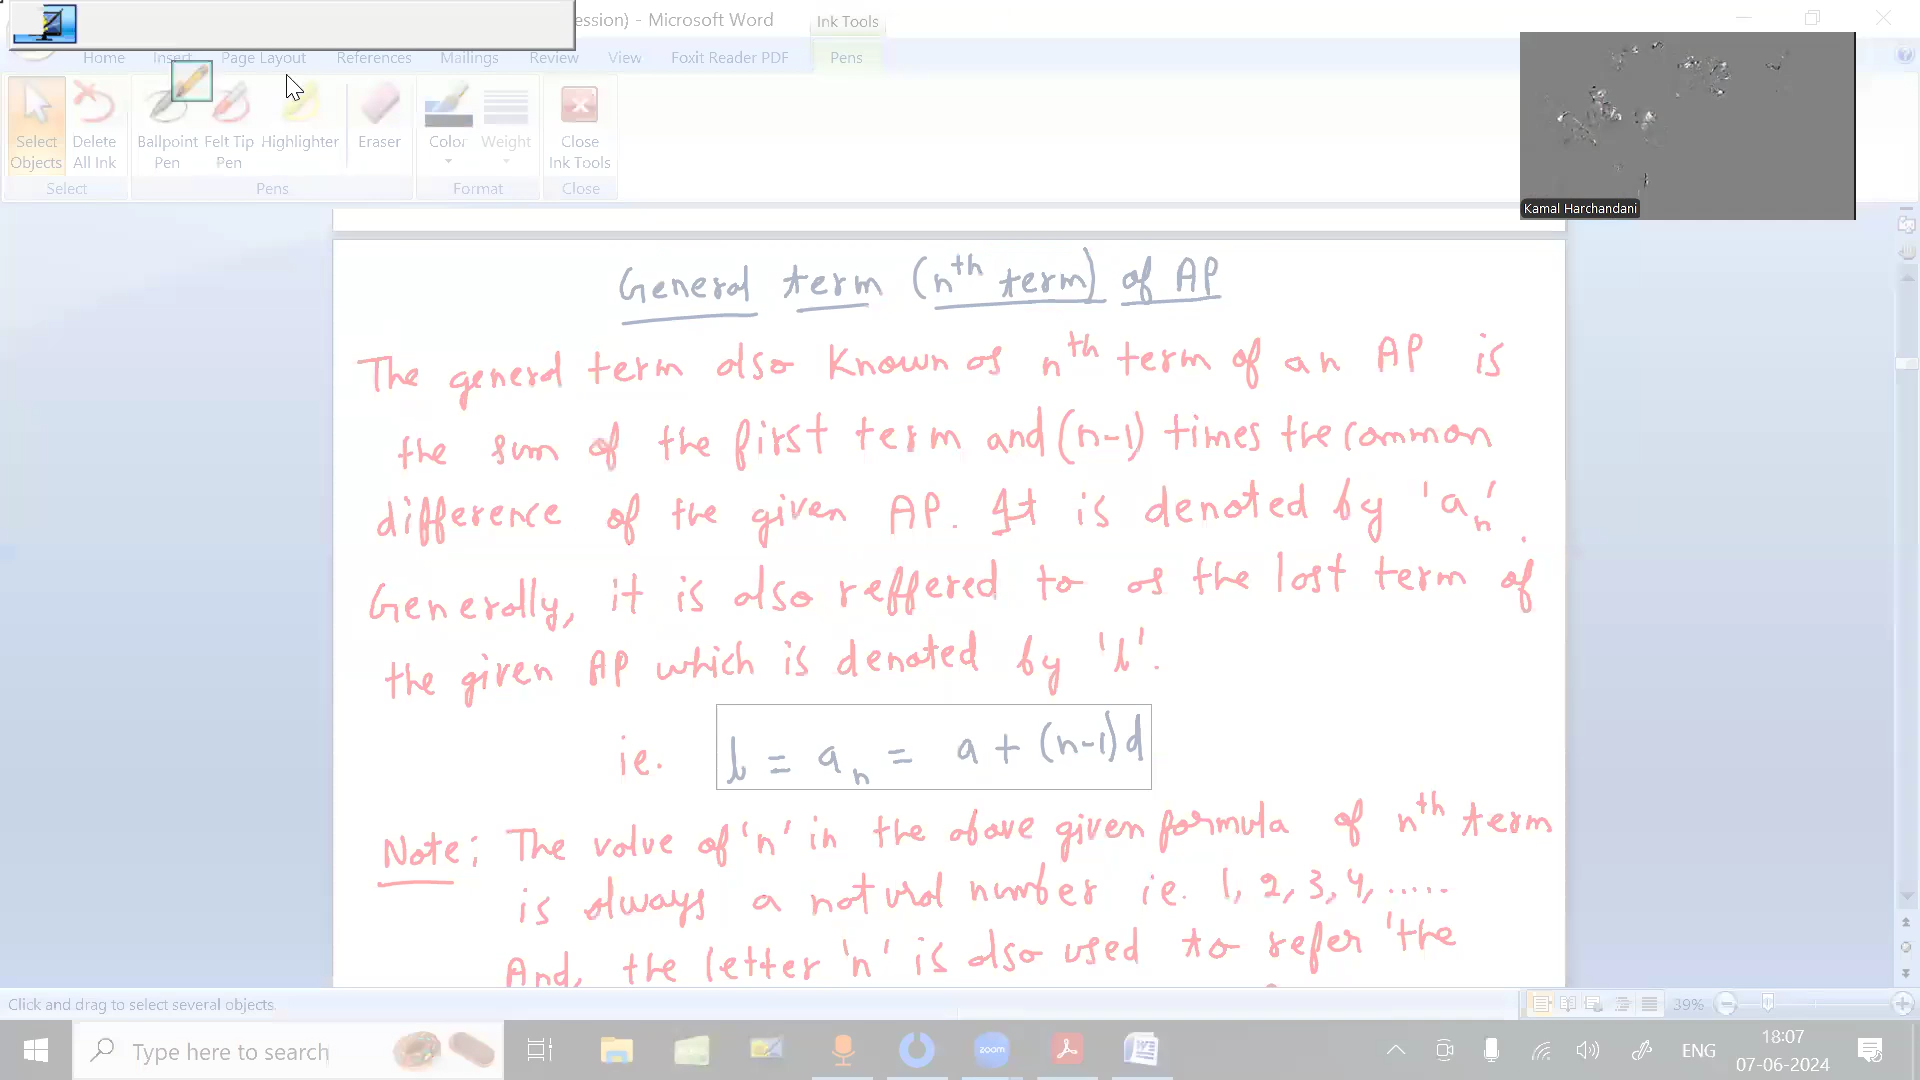 ession) - Microsoft Word
Ink Tools
Home Insert Page Layout References Mailings Review View Foxit Reader PDF Pens
Select Objects
Delete All Ink
Ballpoint Pen
Felt Tip Pen
Highlighter
Eraser
Color
Weight
Close Ink Tools
Select Pens Format Close
Kamal Harchandani
General term (nth term) of AP
The general term also known as nth term of an AP is
the sum of the first term and (n-1) times the common
difference of the given AP. It is denoted by 'an'.
Generally, it is also reffered to as the last term of
the given AP which is denoted by 'l'.
ie. l = an = a + (n-1)d
Note: The value of 'n' in the above given formula of nth term
is always a natural number ie. 1, 2, 3, 4, .....
And, the letter 'n' is also used to refer 'the
Click and drag to select several objects.
39%
Type here to search
zoom
ENG
18:07
07-06-2024